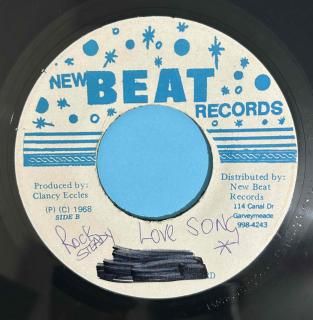 NEW BEAT
RECORDS
Produced by:
Clancy Eccles
(P) (C) 1968
SIDE B
Distributed by:
New Beat
Records
114 Canal Dr
Garveymeade
998-4243
ROCK
STEADY
LOVE SONG